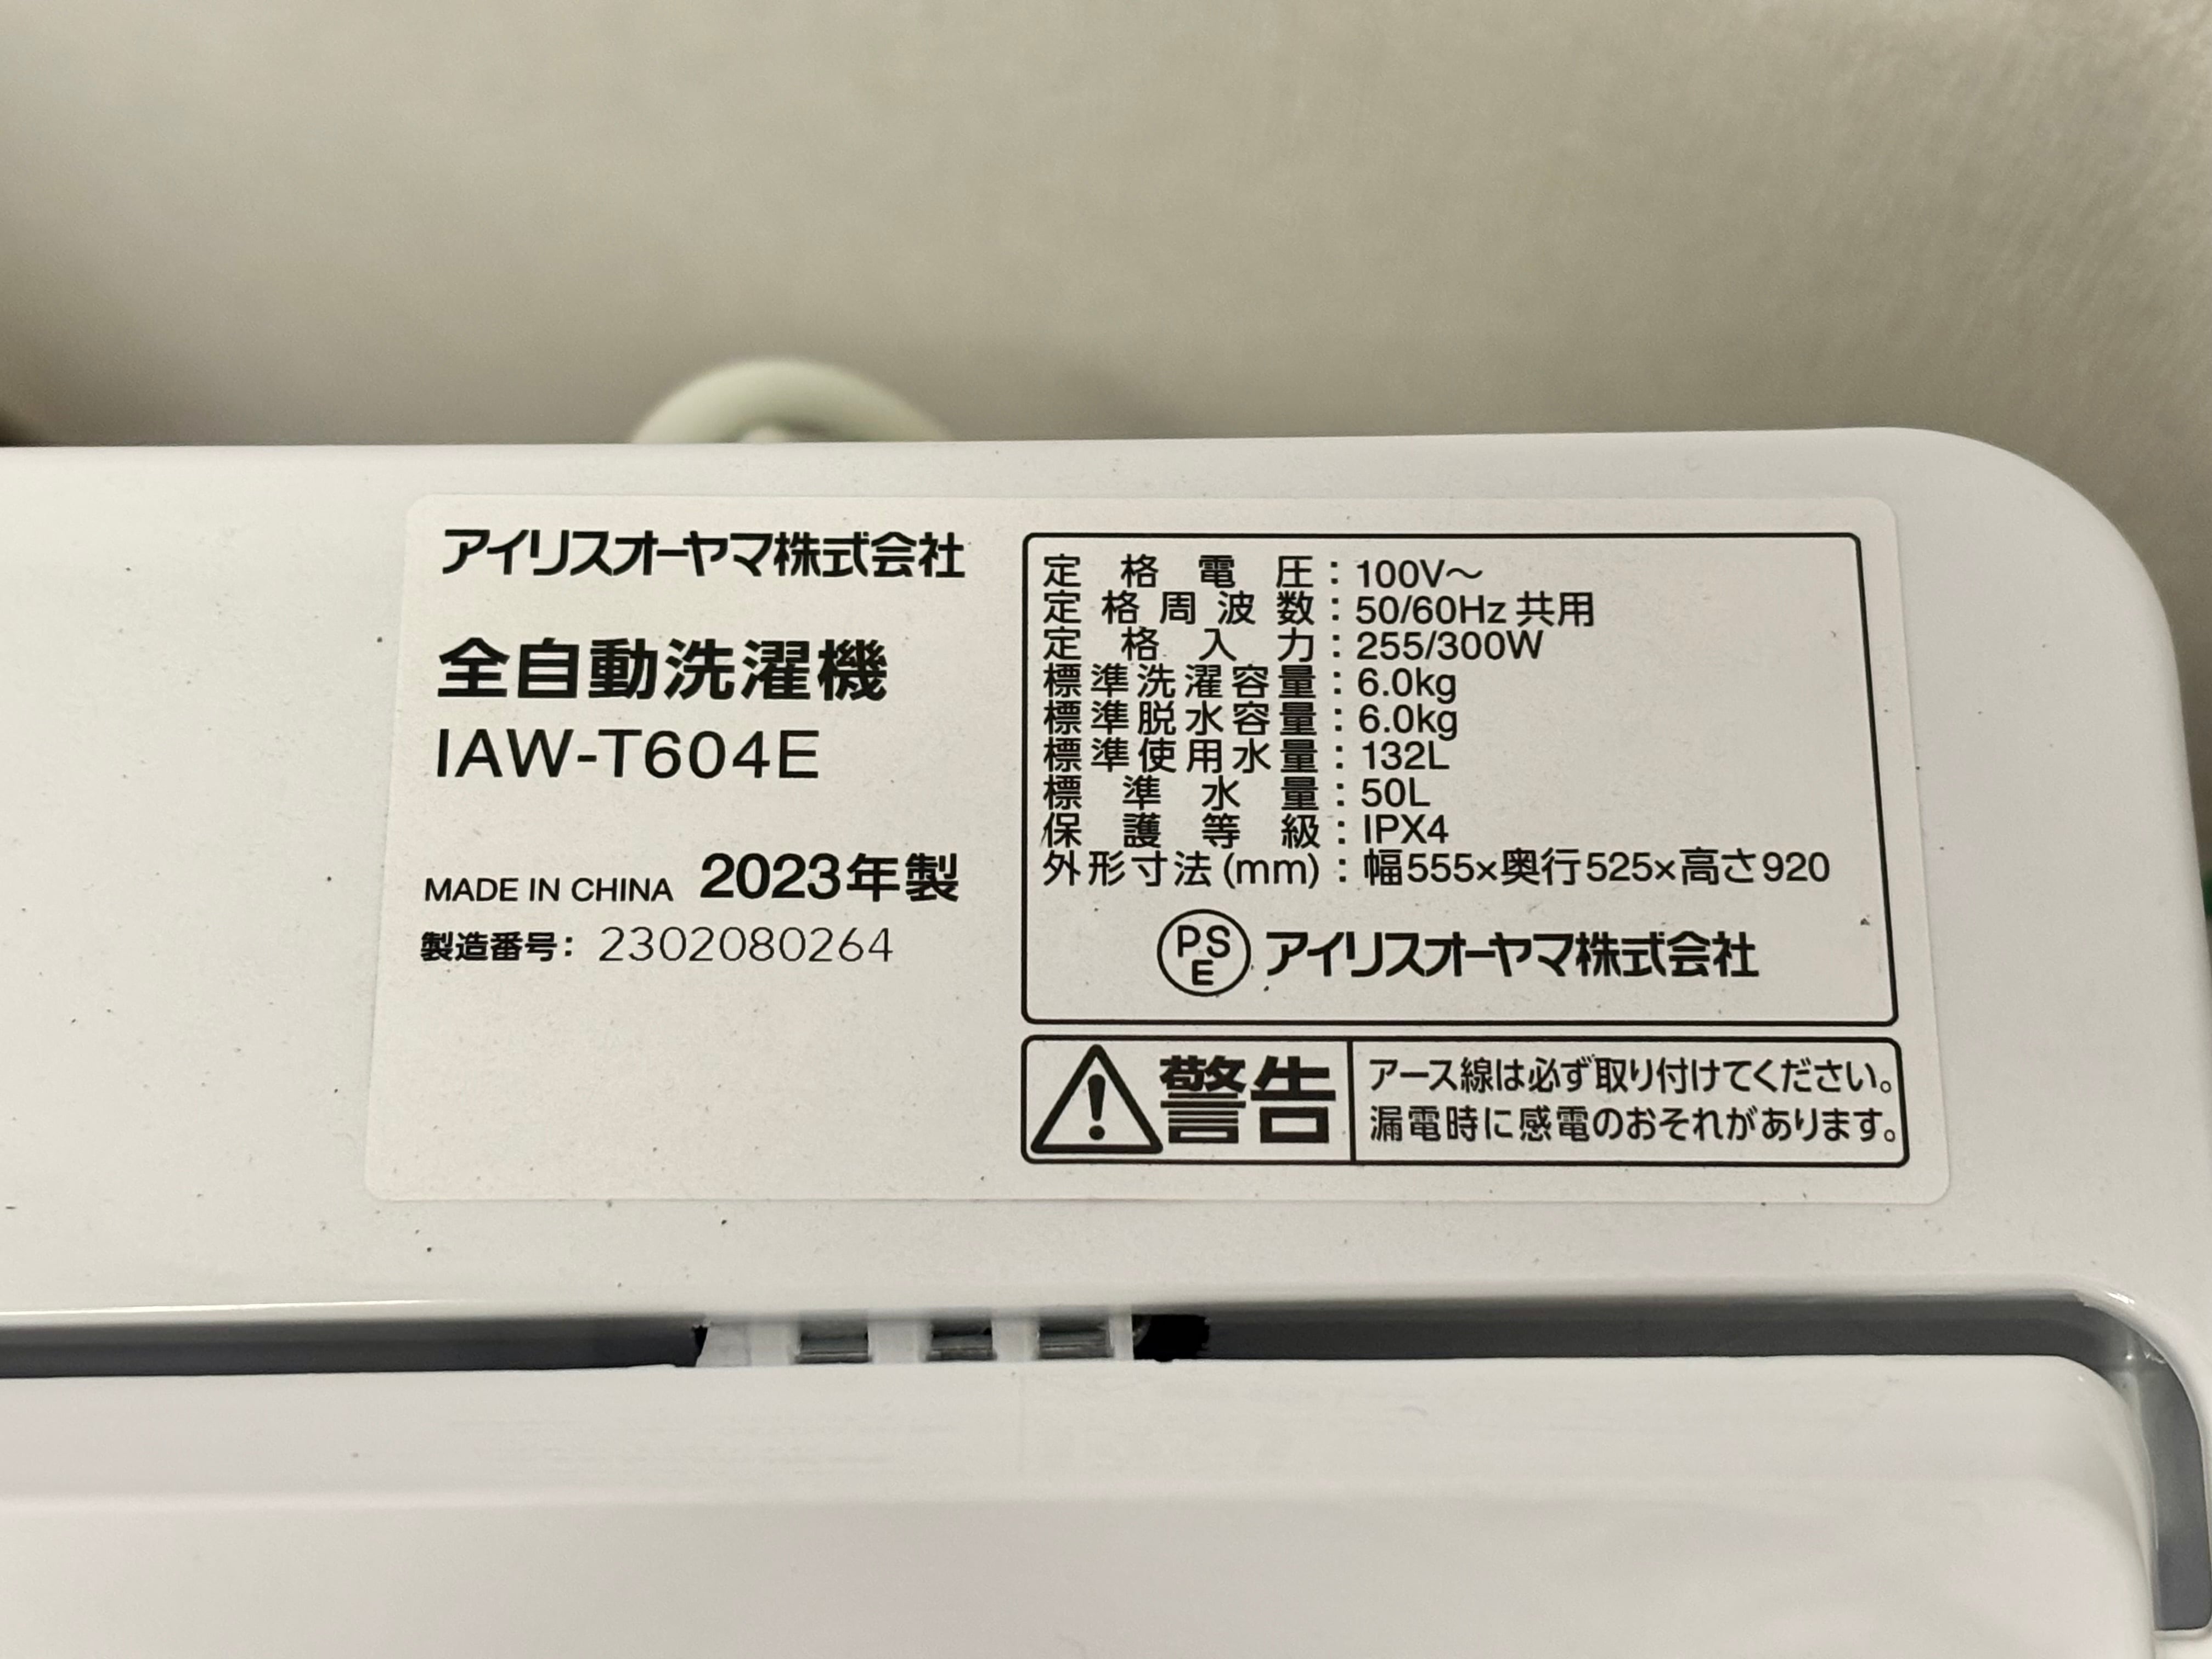 アイリスオーヤマ株式会社
全自動洗濯機
IAW-T604E
MADE IN CHINA 2023年製
製造番号: 2302080264
定格電圧：100V～
定格周波数：50/60Hz 共用
定格入力：255/300W
標準洗濯容量：6.0kg
標準脱水容量：6.0kg
標準使用水量：132L
標準水量：50L
保護等級：IPX4
外形寸法(mm)：幅555×奥行525×高さ920
PSE アイリスオーヤマ株式会社
警告
アース線は必ず取り付けてください。
漏電時に感電のおそれがあります。